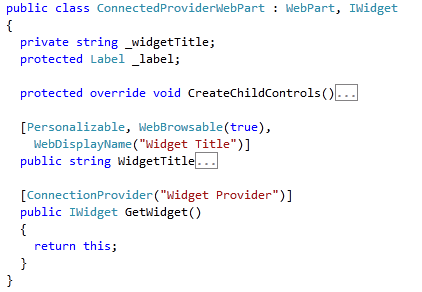 public class ConnectedProviderWebPart : WebPart, IWidget
{
  private string _widgetTitle;
  protected Label _label;

  protected override void CreateChildControls()...

  [Personalizable, WebBrowsable(true),
    WebDisplayName("Widget Title")]
  public string WidgetTitle...

  [ConnectionProvider("Widget Provider")]
  public IWidget GetWidget()
  {
    return this;
  }
}